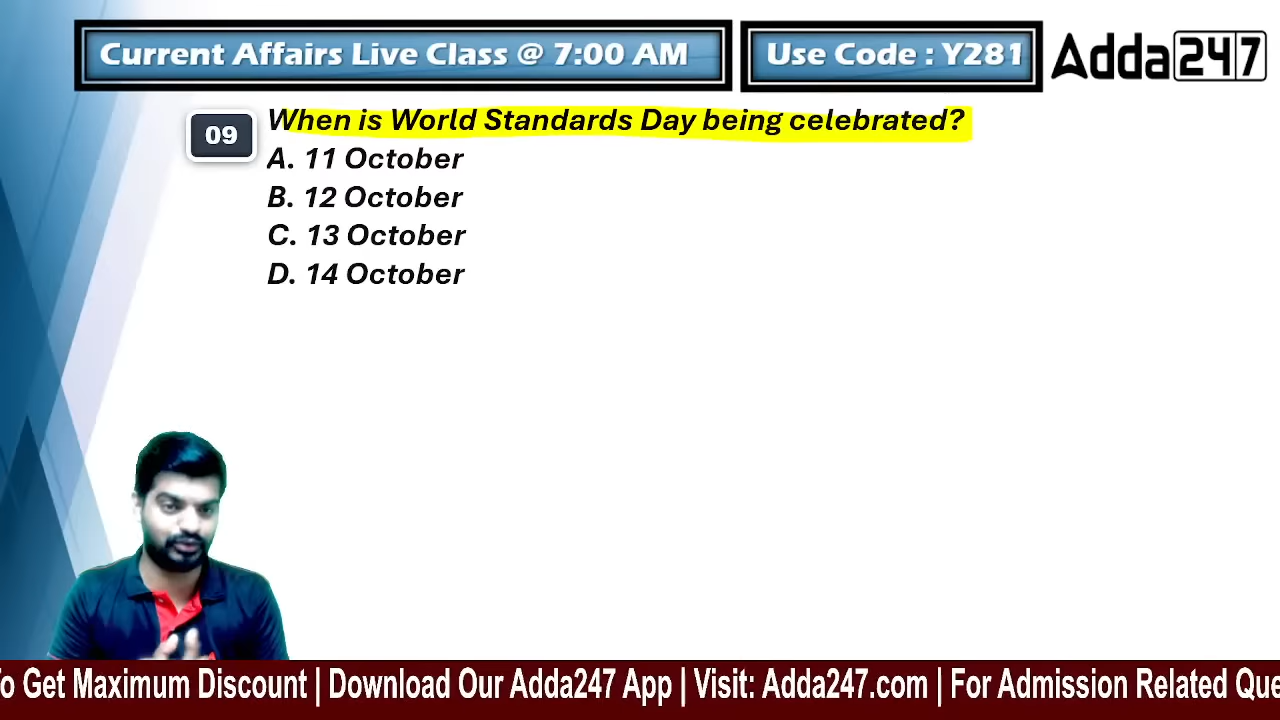 Current Affairs Live Class @ 7:00 AM
Use Code : Y281
Adda247
09
When is World Standards Day being celebrated?
A. 11 October
B. 12 October
C. 13 October
D. 14 October
To Get Maximum Discount | Download Our Adda247 App | Visit: Adda247.com | For Admission Related